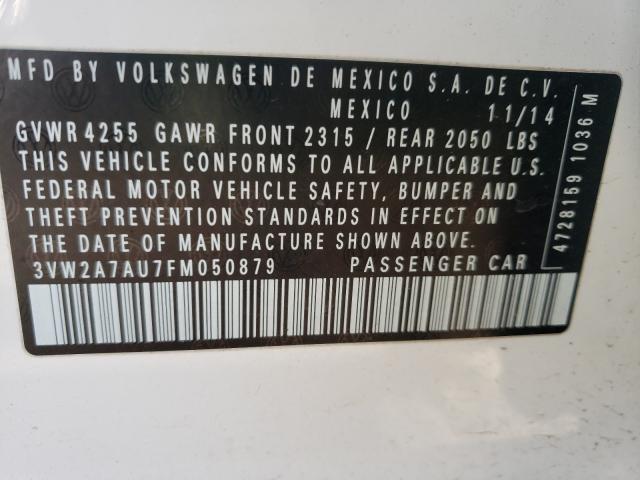 MFD BY VOLKSWAGEN DE MEXICO S.A. DE C.V.
MEXICO 11/14
GVWR 4255 GAWR FRONT 2315 / REAR 2050 LBS
THIS VEHICLE CONFORMS TO ALL APPLICABLE U.S.
FEDERAL MOTOR VEHICLE SAFETY, BUMPER AND
THEFT PREVENTION STANDARDS IN EFFECT ON
THE DATE OF MANUFACTURE SHOWN ABOVE.
3VW2A7AU7FM050879 PASSENGER CAR
4728159 1036 M